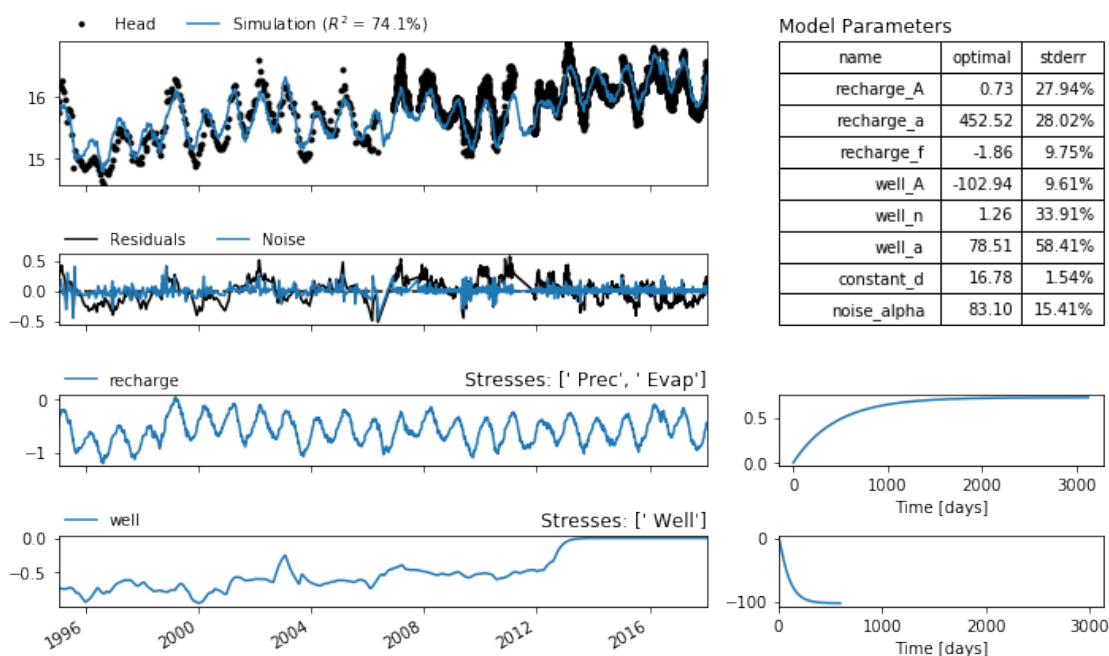 Head Simulation (R² = 74.1%)
16
15
Model Parameters
name optimal stderr
recharge_A 0.73 27.94%
recharge_a 452.52 28.02%
recharge_f -1.86 9.75%
well_A -102.94 9.61%
well_n 1.26 33.91%
well_a 78.51 58.41%
constant_d 16.78 1.54%
noise_alpha 83.10 15.41%
Residuals Noise
0.5
0.0
−0.5
recharge Stresses: [' Prec', ' Evap']
0
−1
0.5
0.0
0 1000 2000 3000
Time [days]
well Stresses: [' Well']
0.0
−0.5
1996 2000 2004 2008 2012 2016
0
−100
0 1000 2000 3000
Time [days]